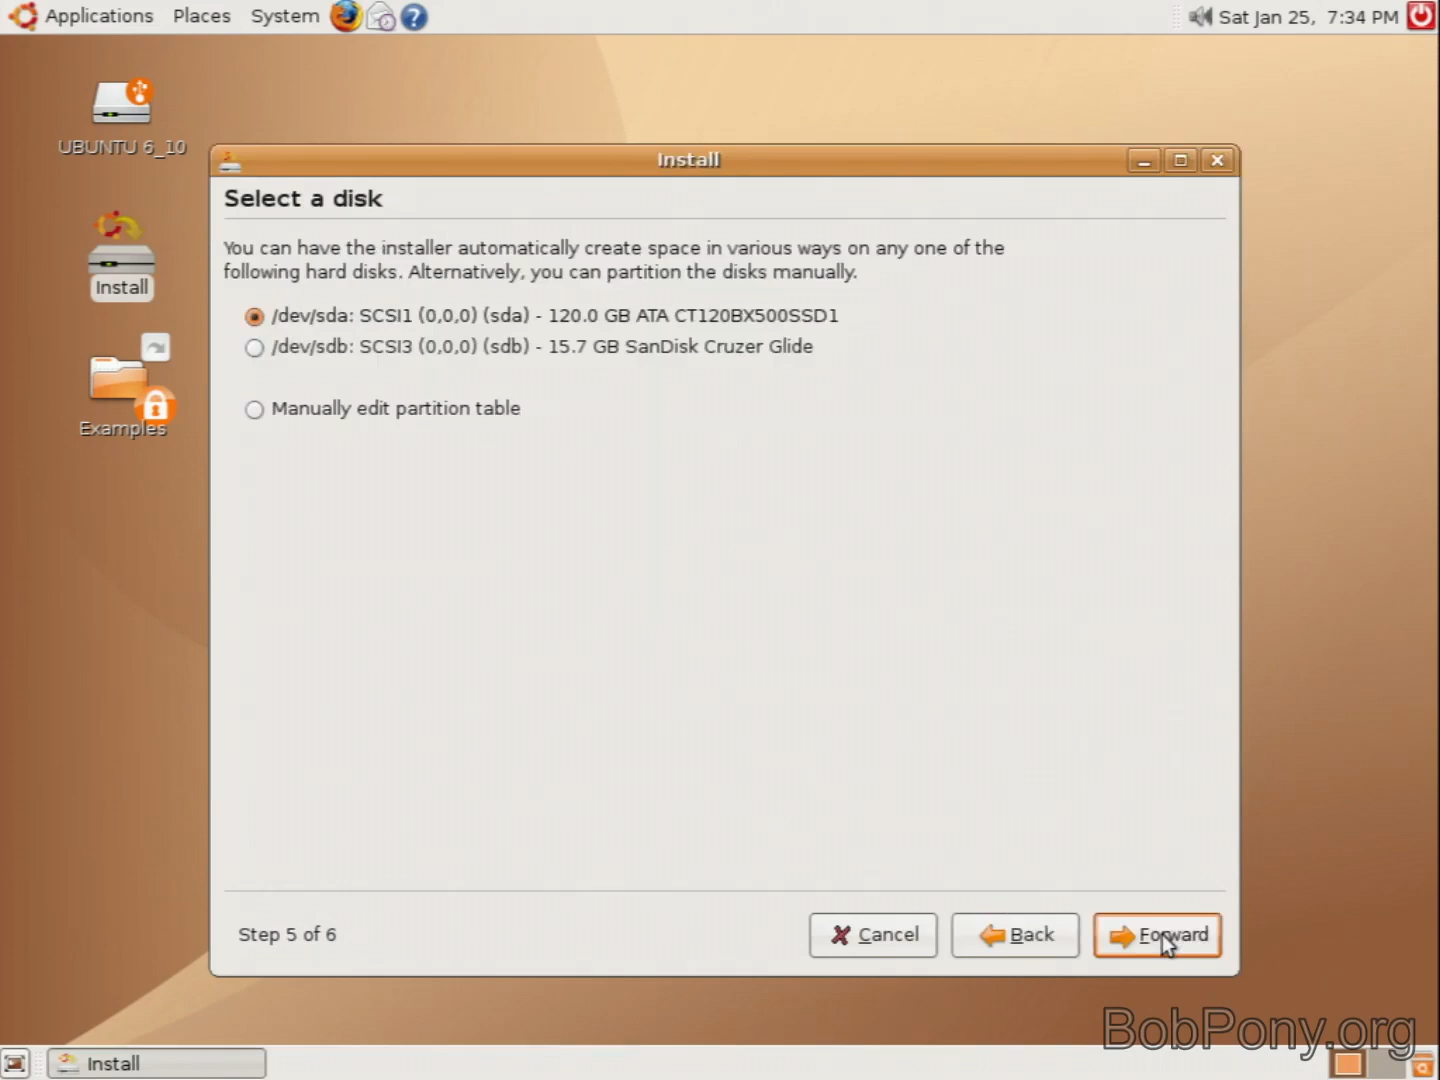 Applications Places System Sat Jan 25, 7:34 PM
UBUNTU 6_10
Install
Examples
Install
Select a disk
You can have the installer automatically create space in various ways on any one of the
following hard disks. Alternatively, you can partition the disks manually.
/dev/sda: SCSI1 (0,0,0) (sda) - 120.0 GB ATA CT120BX500SSD1
/dev/sdb: SCSI3 (0,0,0) (sdb) - 15.7 GB SanDisk Cruzer Glide
Manually edit partition table
Step 5 of 6
Cancel
Back
Forward
BobPony.org
Install